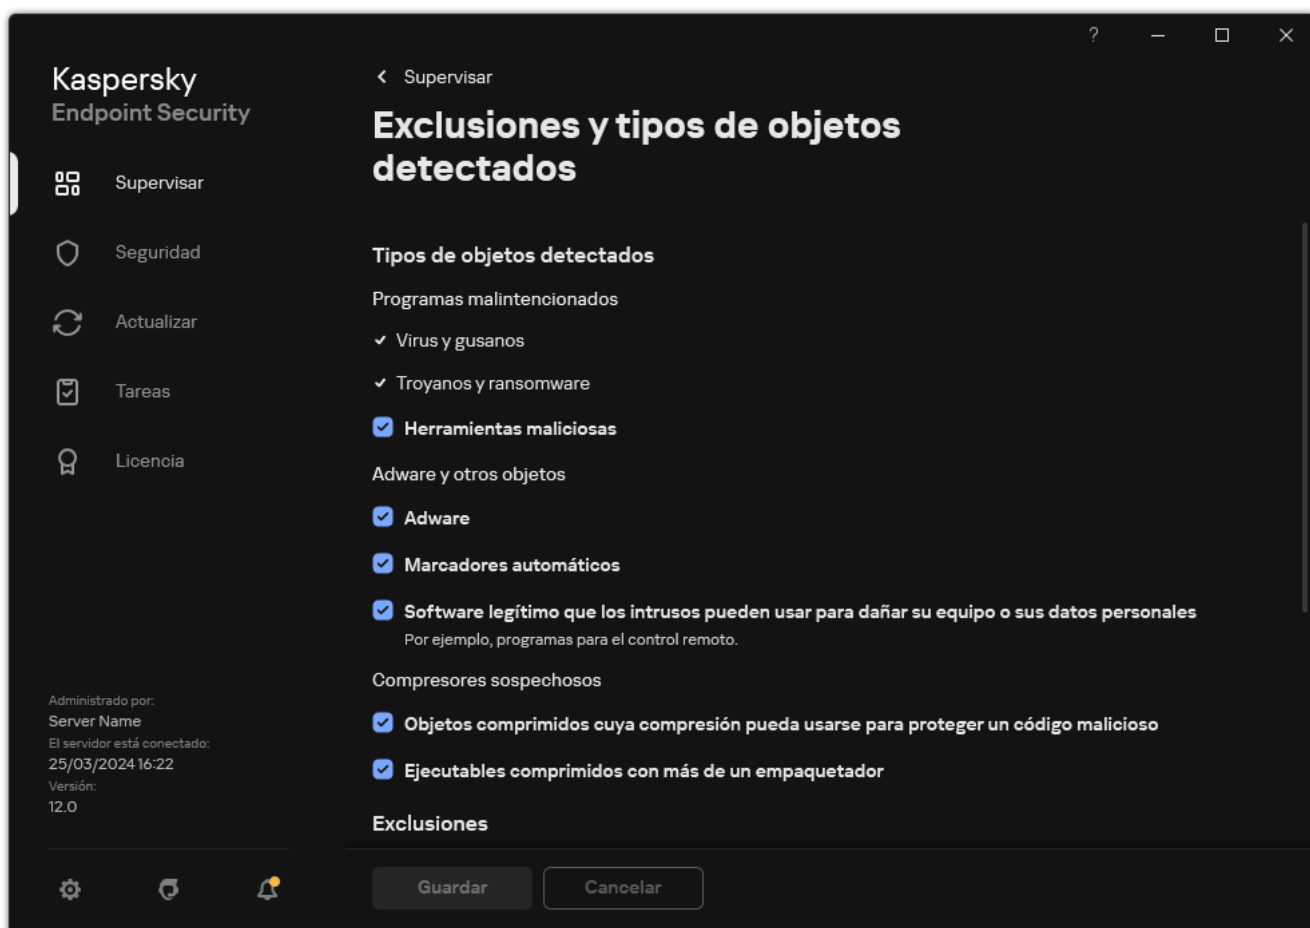 ?
Kaspersky
Endpoint Security
Supervisar
Seguridad
Actualizar
Tareas
Licencia
Administrado por:
Server Name
El servidor está conectado:
25/03/2024 16:22
Versión:
12.0
Supervisar
Exclusiones y tipos de objetos
detectados
Tipos de objetos detectados
Programas malintencionados
Virus y gusanos
Troyanos y ransomware
Herramientas maliciosas
Adware y otros objetos
Adware
Marcadores automáticos
Software legítimo que los intrusos pueden usar para dañar su equipo o sus datos personales
Por ejemplo, programas para el control remoto.
Compresores sospechosos
Objetos comprimidos cuya compresión pueda usarse para proteger un código malicioso
Ejecutables comprimidos con más de un empaquetador
Exclusiones
Guardar
Cancelar